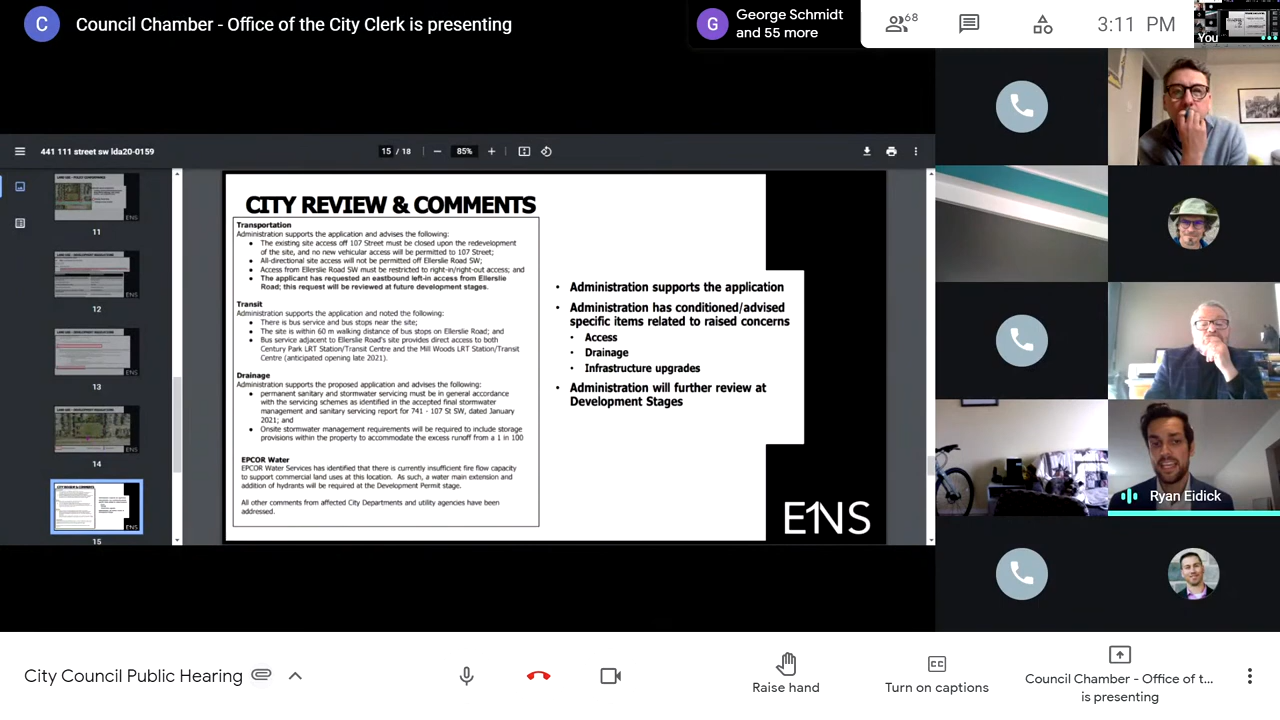 C
Council Chamber - Office of the City Clerk is presenting
G
George Schmidt
and 55 more
68
3:11 PM
You
441 111 street sw lda20-0159
15 / 18
85%
ENS
11
ENS
12
ENS
13
ENS
14
CITY REVIEW & COMMENTS
ENS
15
CITY REVIEW & COMMENTS
Transportation
Administration supports the application and advises the following:
The existing site access off 107 Street must be closed upon the redevelopment
of the site, and no new vehicular access will be permitted to 107 Street;
All-directional site access will not be permitted off Ellerslie Road SW;
Access from Ellerslie Road SW must be restricted to right-in/right-out access; and
The applicant has requested an eastbound left-in access from Ellerslie
Road; this request will be reviewed at future development stages.
Transit
Administration supports the application and noted the following:
There is bus service and bus stops near the site;
The site is within 60 m walking distance of bus stops on Ellerslie Road; and
Bus service adjacent to Ellerslie Road's site provides direct access to both
Century Park LRT Station/Transit Centre and the Mill Woods LRT Station/Transit
Centre (anticipated opening late 2021).
Drainage
Administration supports the proposed application and advises the following:
permanent sanitary and stormwater servicing must be in general accordance
with the servicing schemes as identified in the accepted final stormwater
management and sanitary servicing report for 741 - 107 St SW, dated January
2021; and
Onsite stormwater management requirements will be required to include storage
provisions within the property to accommodate the excess runoff from a 1 in 100
EPCOR Water
EPCOR Water Services has identified that there is currently insufficient fire flow capacity
to support commercial land uses at this location. As such, a water main extension and
addition of hydrants will be required at the Development Permit stage.
All other comments from affected City Departments and utility agencies have been
addressed.
• Administration supports the application
• Administration has conditioned/advised
specific items related to raised concerns
• Access
• Drainage
• Infrastructure upgrades
• Administration will further review at
Development Stages
ENS
Ryan Eidick
City Council Public Hearing
Raise hand
Turn on captions
Council Chamber - Office of t...
is presenting